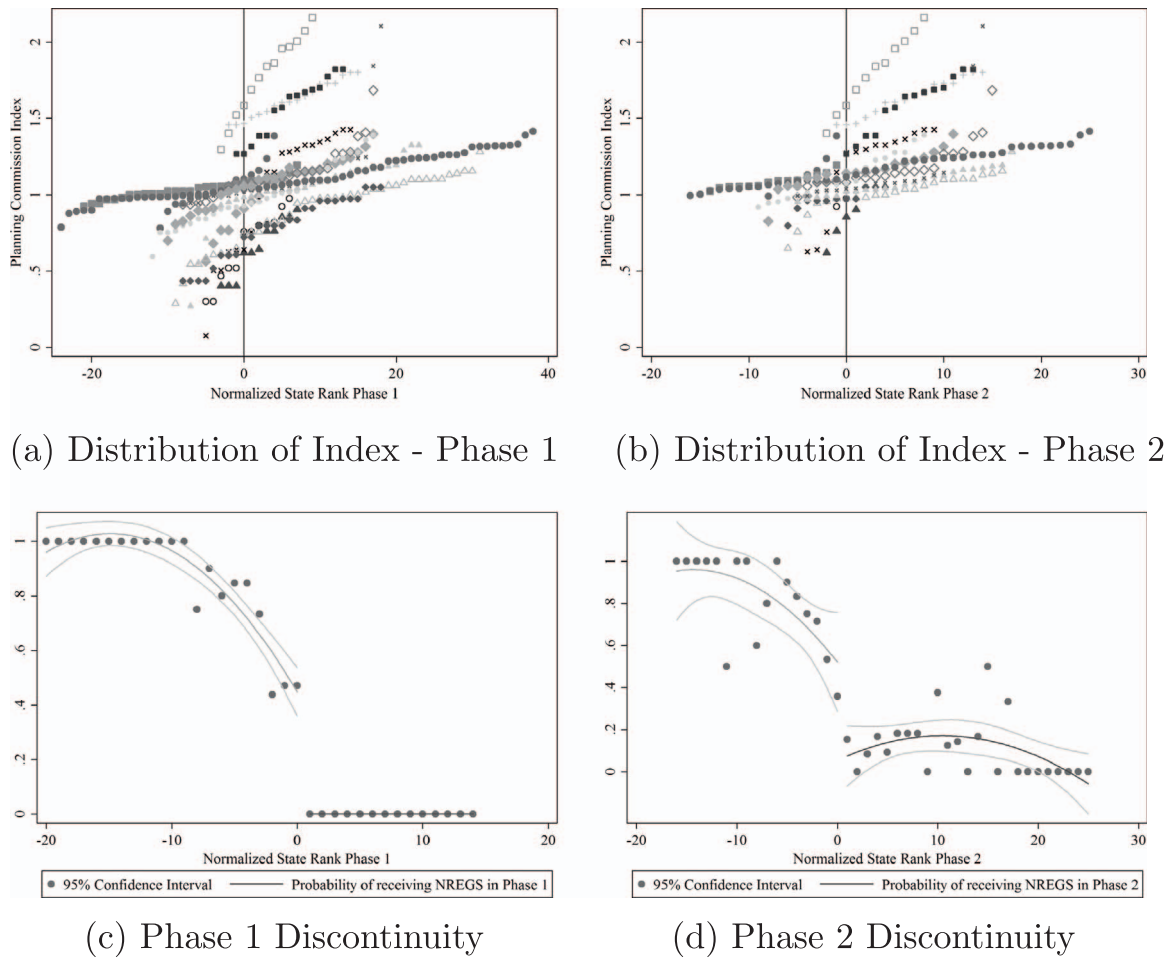 Planning Commission Index
0 .5 1 1.5 2
-20 0 20 40
Normalized State Rank Phase 1
Planning Commission Index
0 .5 1 1.5 2
-20 -10 0 10 20 30
Normalized State Rank Phase 2
(a) Distribution of Index - Phase 1
(b) Distribution of Index - Phase 2
0 .2 .4 .6 .8 1
-20 -10 0 10 20
Normalized State Rank Phase 1
95% Confidence Interval Probability of receiving NREGS in Phase 1
0 .2 .4 .6 .8 1
-20 -10 0 10 20 30
Normalized State Rank Phase 2
95% Confidence Interval Probability of receiving NREGS in Phase 2
(c) Phase 1 Discontinuity
(d) Phase 2 Discontinuity